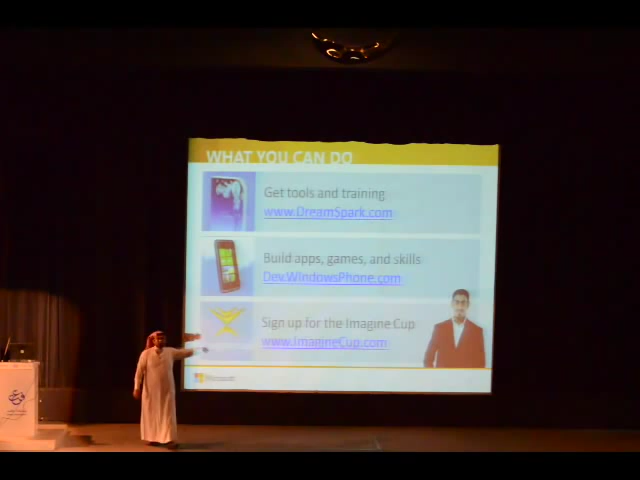 WHAT YOU CAN DO
Get tools and training
www.DreamSpark.com
Build apps, games, and skills
Dev.WindowsPhone.com
Sign up for the Imagine Cup
www.ImagineCup.com
Microsoft